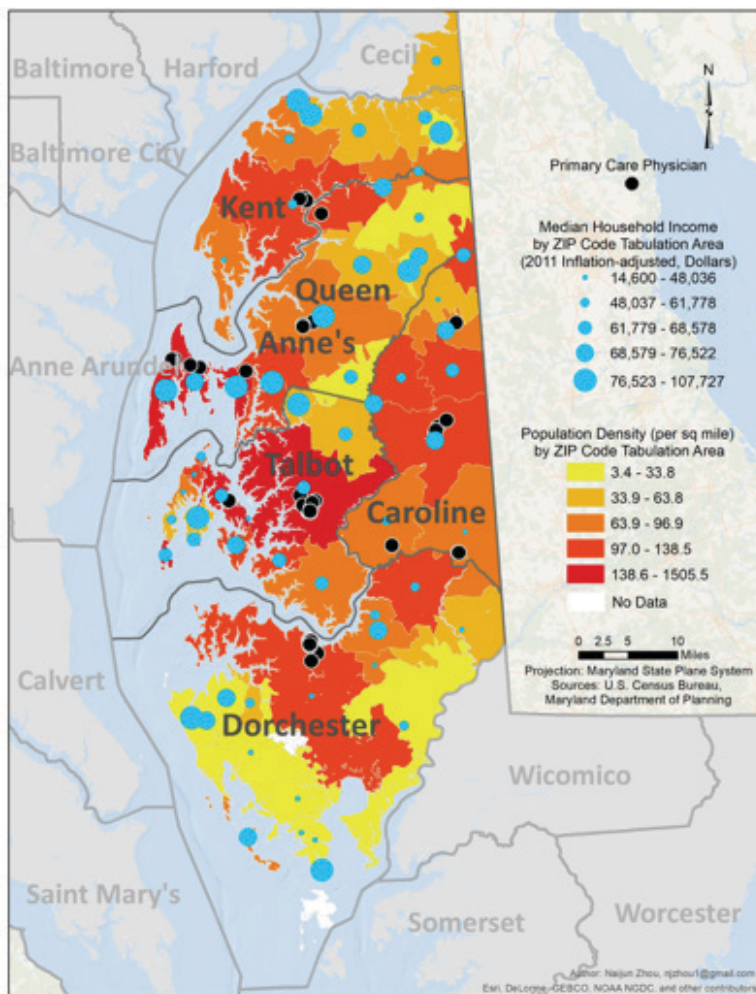 Cecil
Baltimore
Harford
Baltimore City
Kent
Queen
Anne's
Anne Arundel
Talbot
Caroline
Calvert
Dorchester
Wicomico
Saint Mary's
Somerset
Worcester
N
Primary Care Physician
Median Household Income
by ZIP Code Tabulation Area
(2011 Inflation-adjusted, Dollars)
14,600 - 48,036
48,037 - 61,778
61,779 - 68,578
68,579 - 76,522
76,523 - 107,727
Population Density (per sq mile)
by ZIP Code Tabulation Area
3.4 - 33.8
33.9 - 63.8
63.9 - 96.9
97.0 - 138.5
138.6 - 1505.5
No Data
0 2.5 5 10
Miles
Projection: Maryland State Plane System
Sources: U.S. Census Bureau,
Maryland Department of Planning
Author: Naijun Zhou, njzhou1@gmail.com
Esri, DeLorme, GEBCO, NOAA NGDC, and other contributors